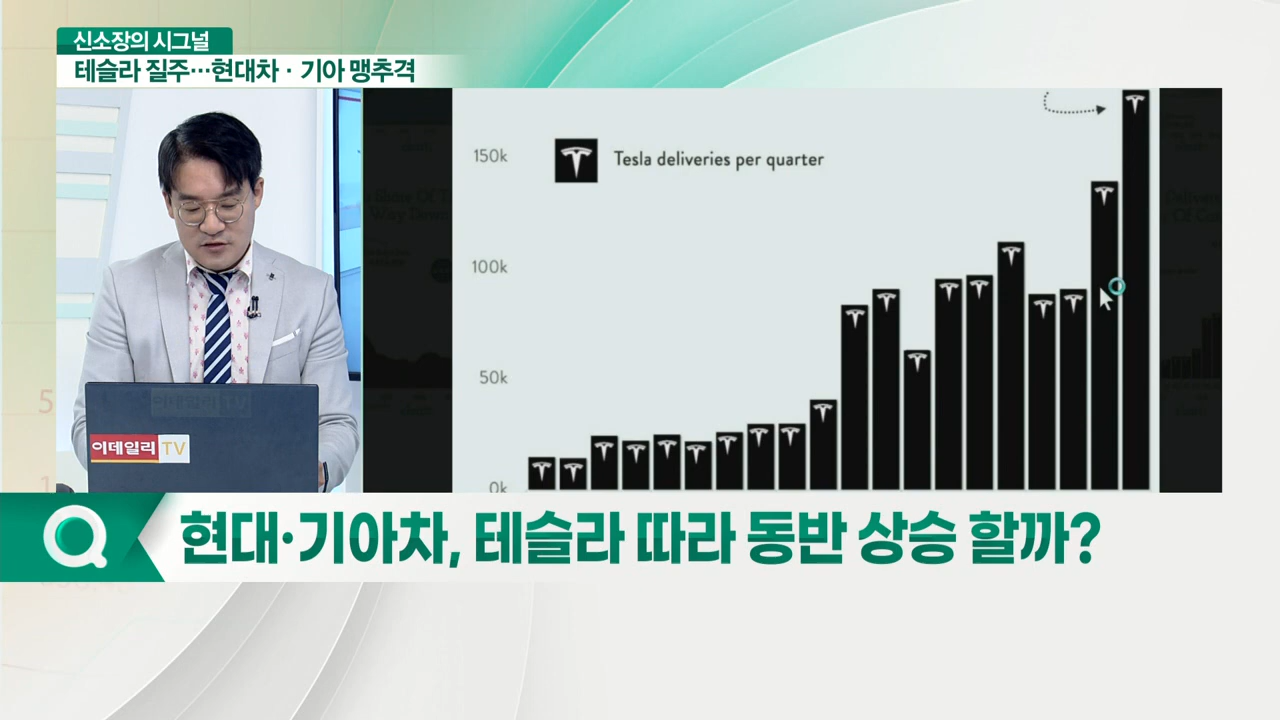 신소장의 시그널
테슬라 질주…현대차·기아 맹추격
150k
Tesla deliveries per quarter
100k
50k
0k
이데일리 TV
현대·기아차, 테슬라 따라 동반 상승 할까?